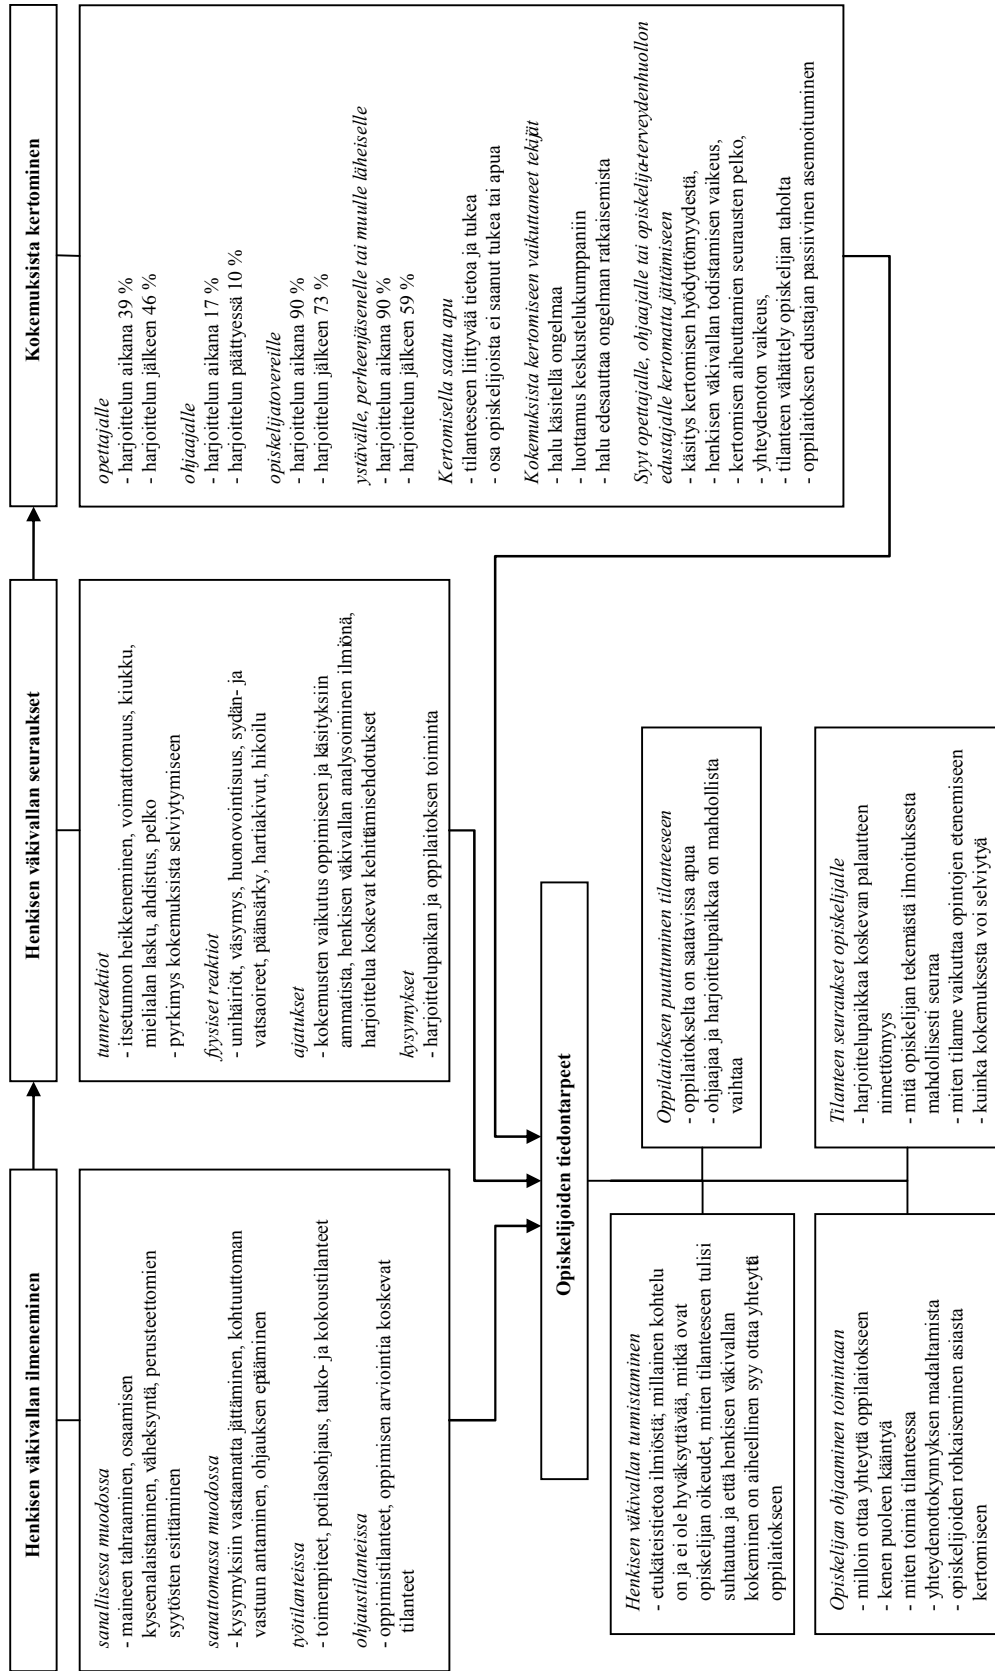 Henkisen väkivallan ilmeneminen
sanallisessa muodossa
- maineen tahraaminen, osaamisen
kyseenalaistaminen, väheksyntä, perusteettomien
syytösten esittäminen
sanattomassa muodossa
- kysymyksiin vastaamatta jättäminen, kohtuuttoman
vastuun antaminen, ohjauksen epääminen
työtilanteissa
- toimenpiteet, potilasohjaus, tauko- ja kokoustilanteet
ohjaustilanteissa
- oppimistilanteet, oppimisen arviointia koskevat
tilanteet
Henkisen väkivallan seuraukset
tunnereaktiot
- itsetunnon heikkeneminen, voimattomuus, kiukku,
mielialan lasku, ahdistus, pelko
- pyrkimys kokemuksista selviytymiseen
fyysiset reaktiot
- unihäiriöt, väsymys, huonovointisuus, sydän- ja
vatsaoireet, päänsärky, hartiakivut, hikoilu
ajatukset
- kokemusten vaikutus oppimiseen ja käsityksiin
ammatista, henkisen väkivallan analysoiminen ilmiönä,
harjoittelua koskevat kehittämisehdotukset
kysymykset
- harjoittelupaikan ja oppilaitoksen toiminta
Kokemuksista kertominen
opettajalle
- harjoittelun aikana 39 %
- harjoittelun jälkeen 46 %
ohjaajalle
- harjoittelun aikana 17 %
- harjoittelun päättyessä 10 %
opiskelijatovereille
- harjoittelun aikana 90 %
- harjoittelun jälkeen 73 %
ystävälle, perheenjäsenelle tai muulle läheiselle
- harjoittelun aikana 90 %
- harjoittelun jälkeen 59 %
Kertomisella saatu apu
- tilanteeseen liittyvää tietoa ja tukea
- osa opiskelijoista ei saanut tukea tai apua
Kokemuksista kertomiseen vaikuttaneet tekijät
- halu käsitellä ongelmaa
- luottamus keskustelukumppaniin
- halu edesauttaa ongelman ratkaisemista
Syyt opettajalle, ohjaajalle tai opiskelija-terveydenhuollon
edustajalle kertomatta jättämiseen
- käsitys kertomisen hyödyttömyydestä,
- henkisen väkivallan todistamisen vaikeus,
- kertomisen aiheuttamien seurausten pelko,
- yhteydenoton vaikeus,
- tilanteen vähättely opiskelijan taholta
- oppilaitoksen edustajan passiivinen asennoituminen
Opiskelijoiden tiedontarpeet
Henkisen väkivallan tunnistaminen
- etukäteistietoa ilmiöstä; millainen kohtelu
on ja ei ole hyväksyttävää, mitkä ovat
opiskelijan oikeudet, miten tilanteeseen tulisi
suhtautua ja että henkisen väkivallan
kokeminen on aiheellinen syy ottaa yhteyttä
oppilaitokseen
Oppilaitoksen puuttuminen tilanteeseen
- oppilaitokselta on saatavissa apua
- ohjaajaa ja harjoittelupaikkaa on mahdollista
vaihtaa
Opiskelijan ohjaaminen toimintaan
- milloin ottaa yhteyttä oppilaitokseen
- kenen puoleen kääntyä
- miten toimia tilanteessa
- yhteydenottokynnyksen madaltamista
- opiskelijoiden rohkaiseminen asiasta
kertomiseen
Tilanteen seuraukset opiskelijalle
- harjoittelupaikkaa koskevan palautteen
nimettömyys
- mitä opiskelijan tekemästä ilmoituksesta
mahdollisesti seuraa
- miten tilanne vaikuttaa opintojen etenemiseen
- kuinka kokemuksesta voi selviytyä